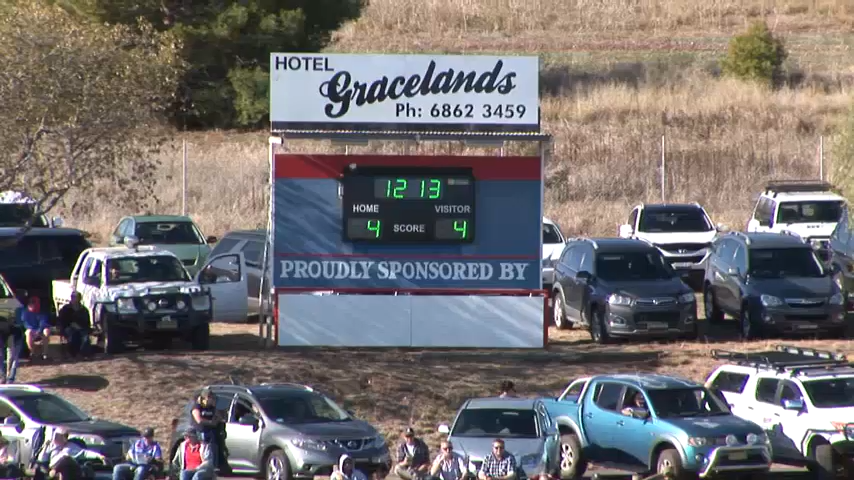 HOTEL
Gracelands
Ph: 6862 3459
12 13
HOME VISITOR
4 SCORE 4
PROUDLY SPONSORED BY